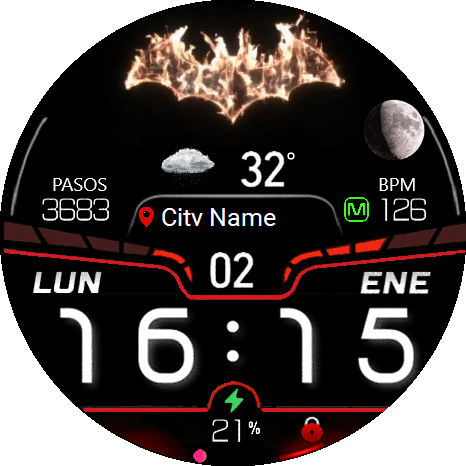 32°
PASOS
3683
BPM
M 126
City Name
02
LUN
ENE
16:15
21%